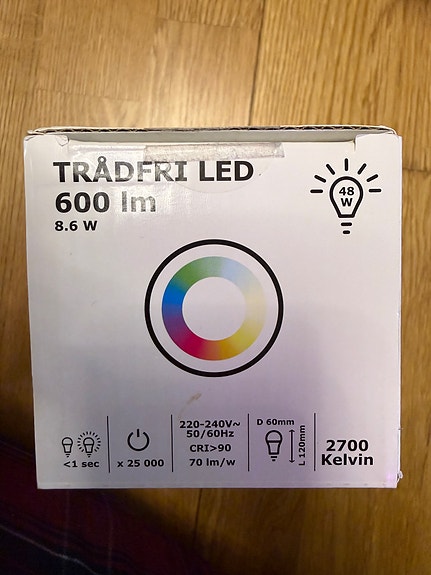 TRÅDFRI LED
600 lm
8.6 W
48
W
<1 sec
x 25 000
220-240V~
50/60Hz
CRI>90
70 lm/w
D 60mm
L 120mm
2700
Kelvin